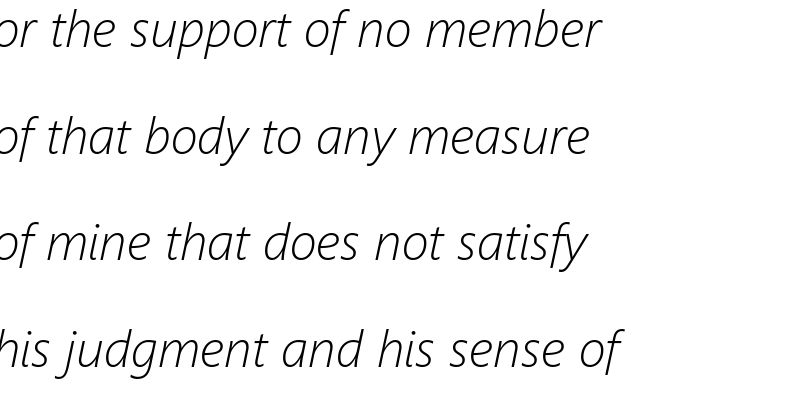 or the support of no member
of that body to any measure
of mine that does not satisfy
his judgment and his sense of